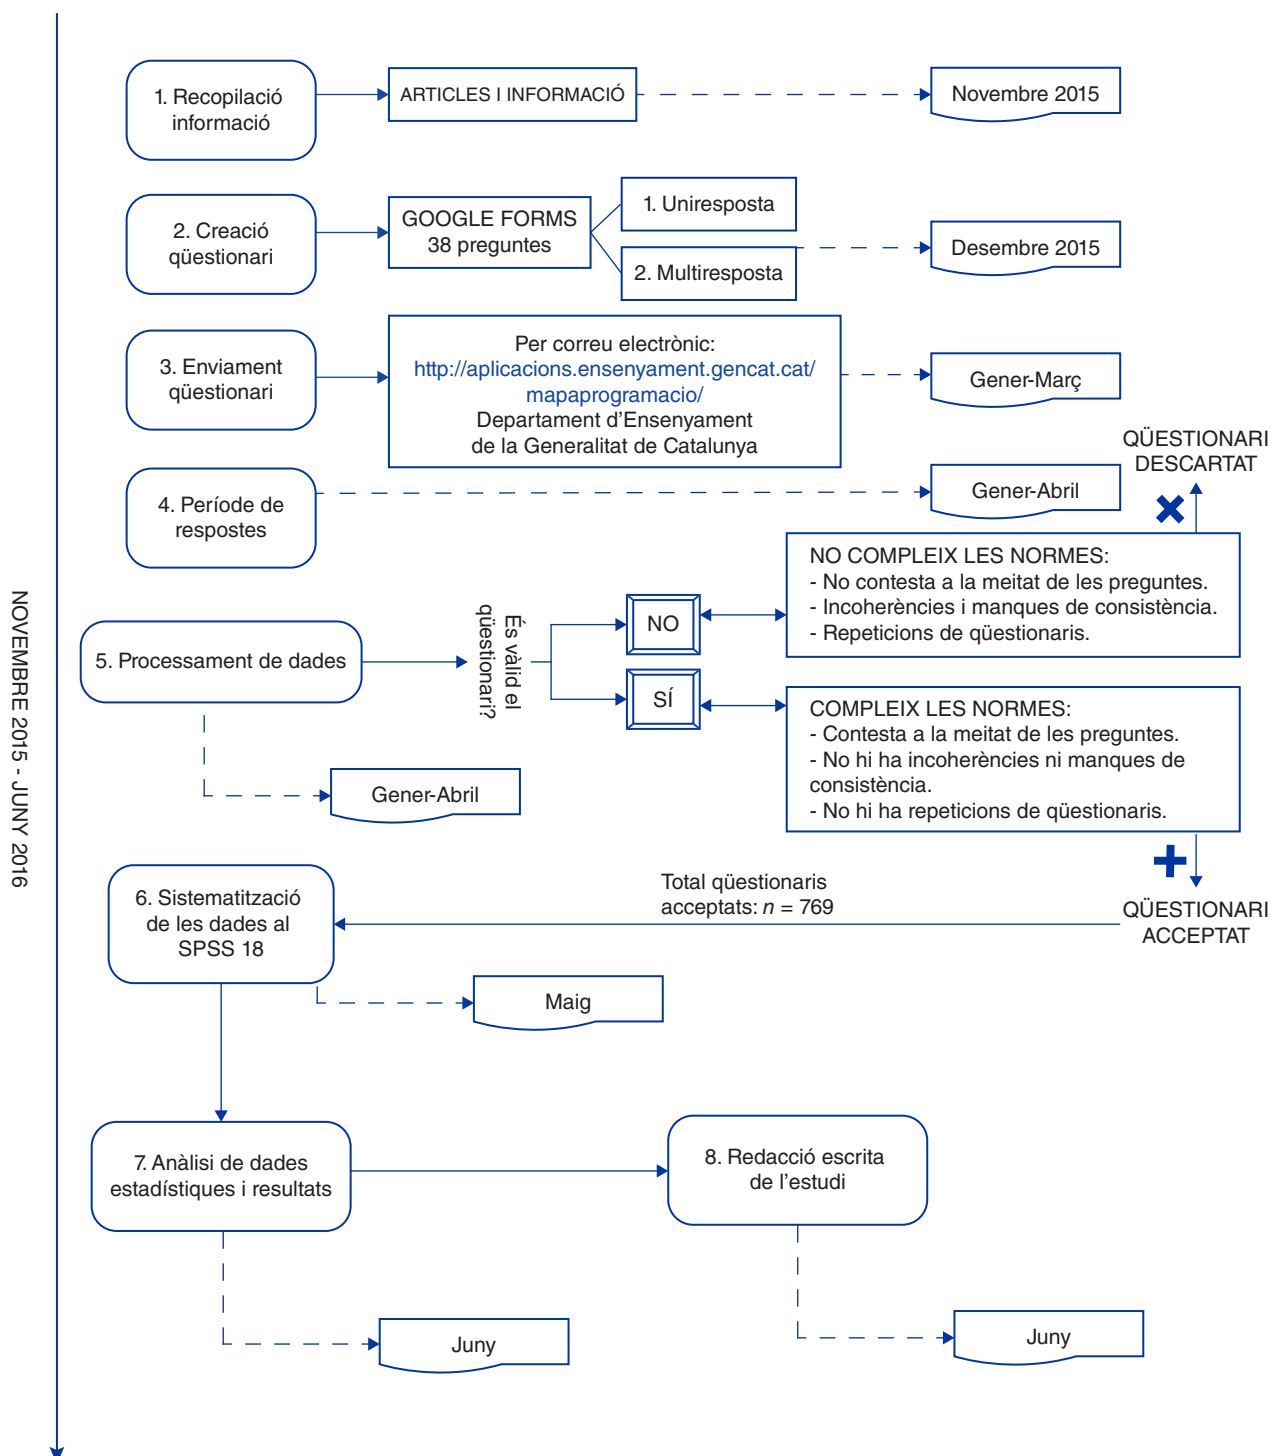 NOVEMBRE 2015 - JUNY 2016
1. Recopilació
informació
ARTICLES I INFORMACIÓ
Novembre 2015
2. Creació
qüestionari
GOOGLE FORMS
38 preguntes
1. Uniresposta
2. Multiresposta
Desembre 2015
3. Enviament
qüestionari
Per correu electrònic:
http://aplicacions.ensenyament.gencat.cat/
mapaprogramacio/
Departament d’Ensenyament
de la Generalitat de Catalunya
Gener-Març
4. Període de
respostes
Gener-Abril
QÜESTIONARI
DESCARTAT
5. Processament de dades
És vàlid el
qüestionari?
NO
NO COMPLEIX LES NORMES:
- No contesta a la meitat de les preguntes.
- Incoherències i manques de consistència.
- Repeticions de qüestionaris.
SÍ
COMPLEIX LES NORMES:
- Contesta a la meitat de les preguntes.
- No hi ha incoherències ni manques de
consistència.
- No hi ha repeticions de qüestionaris.
Gener-Abril
QÜESTIONARI
ACCEPTAT
Total qüestionaris
acceptats: n = 769
6. Sistematització
de les dades al
SPSS 18
Maig
7. Anàlisi de dades
estadístiques i resultats
Juny
8. Redacció escrita
de l’estudi
Juny